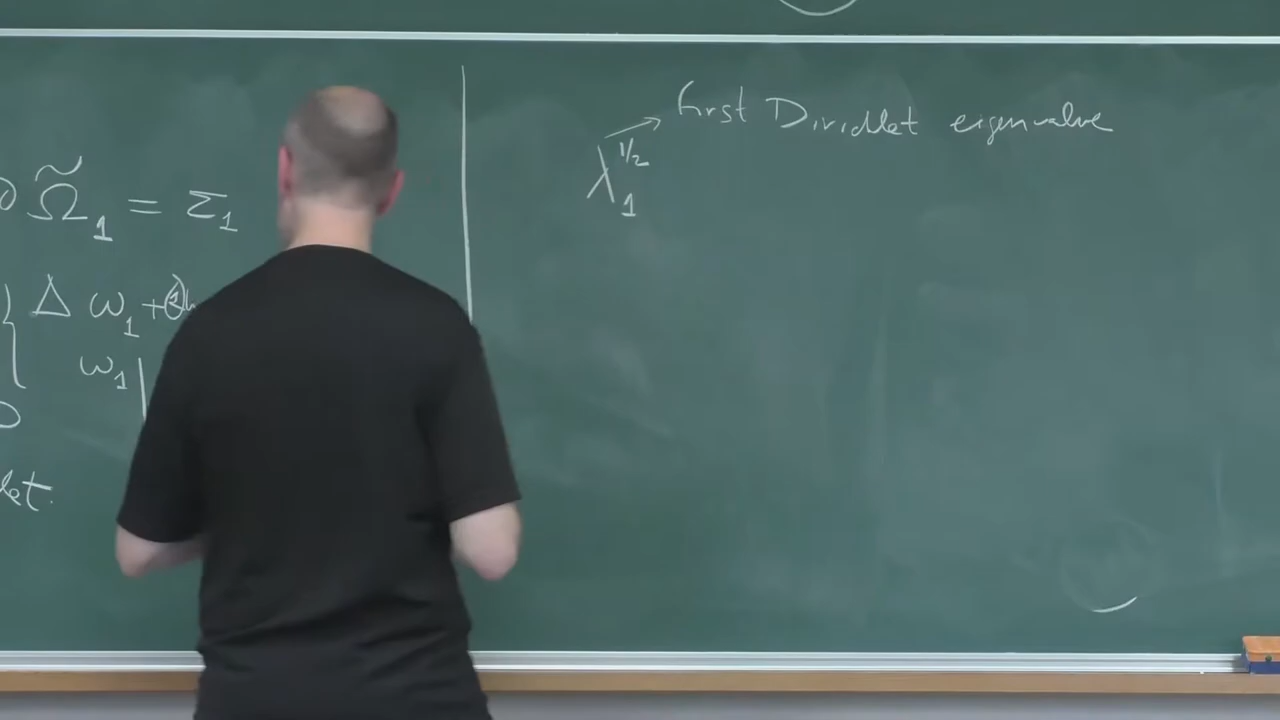 ∂ Ω̃₁ = Σ₁
{ Δ ω₁ +
ω₁ |
let.
first Dirichlet eigenvalue
λ₁^{1/2}